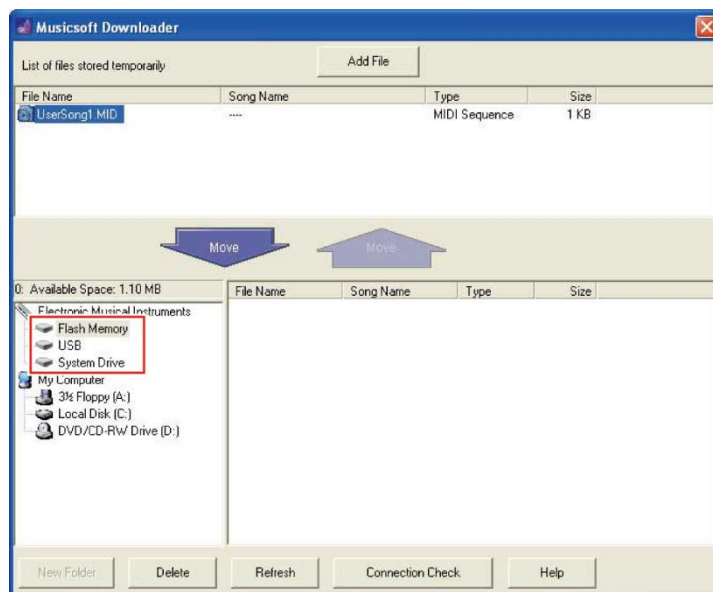 Musicsoft Downloader
List of files stored temporarily
Add File
File Name Song Name Type Size
UserSong1.MID ---- MIDI Sequence 1 KB
Move Move
0: Available Space: 1.10 MB
File Name Song Name Type Size
Electronic Musical Instruments
Flash Memory
USB
System Drive
My Computer
3½ Floppy (A:)
Local Disk (C:)
DVD/CD-RW Drive (D:)
New Folder Delete Refresh Connection Check Help